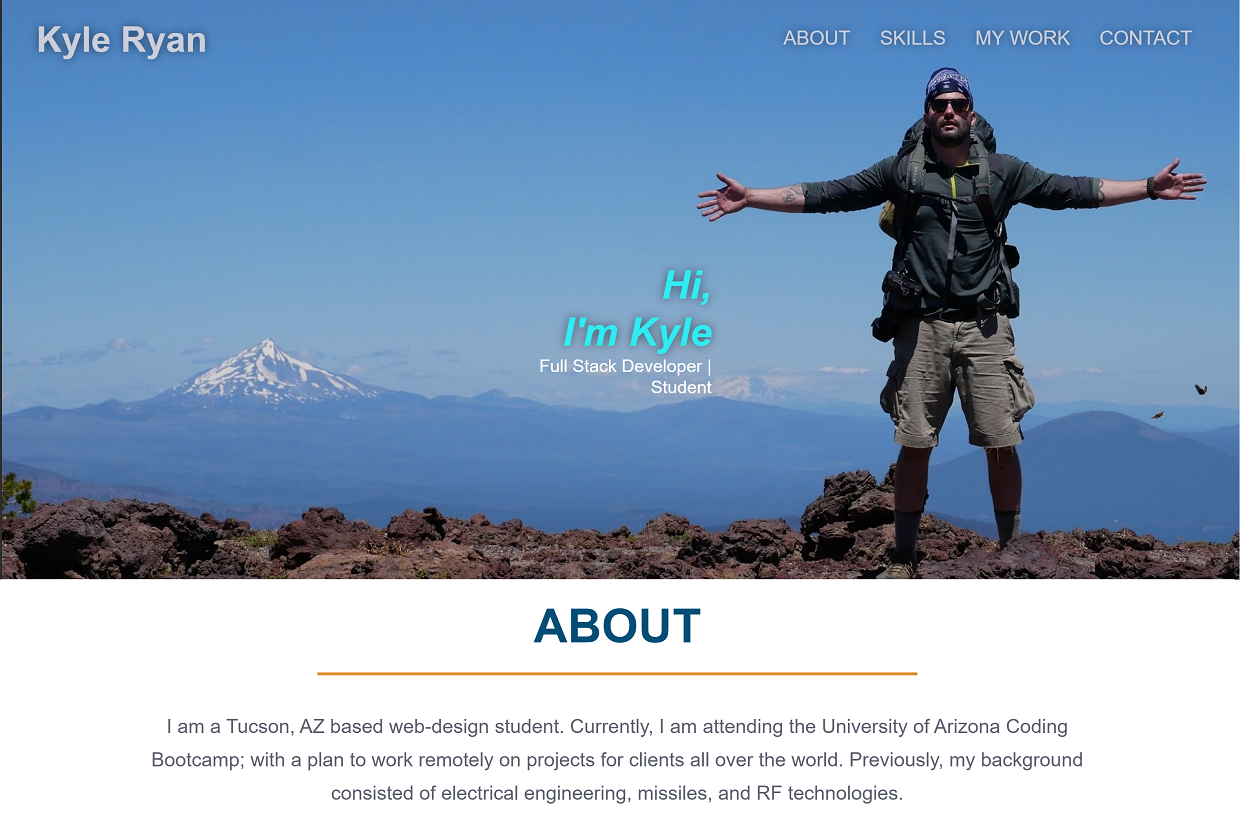 Kyle Ryan
ABOUT SKILLS MY WORK CONTACT
Hi,
I'm Kyle
Full Stack Developer |
Student
ABOUT
I am a Tucson, AZ based web-design student. Currently, I am attending the University of Arizona Coding
Bootcamp; with a plan to work remotely on projects for clients all over the world. Previously, my background
consisted of electrical engineering, missiles, and RF technologies.